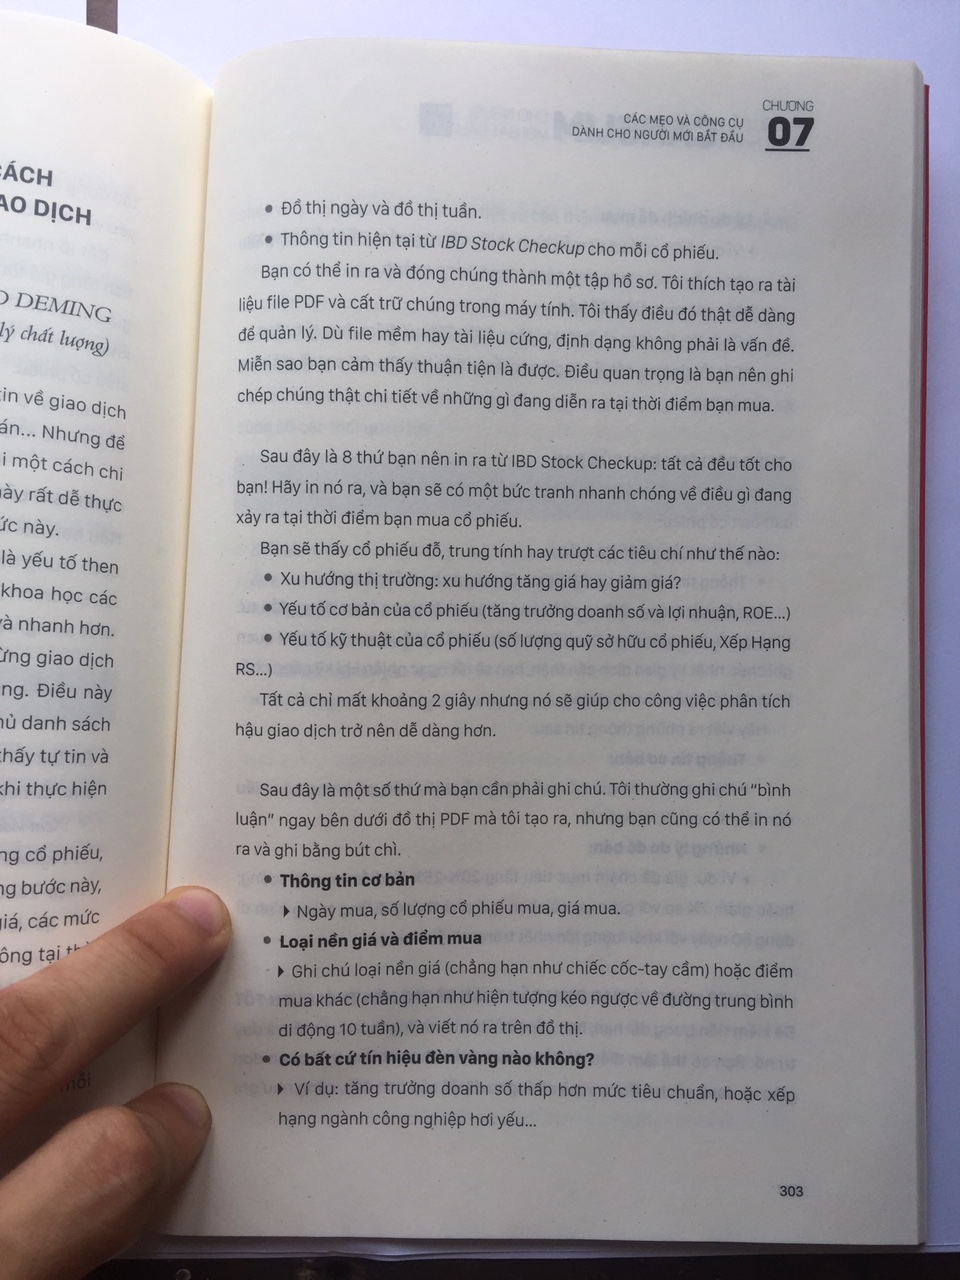 CÁCH
AO DỊCH
DEMING
lý chất lượng)
tin về giao dịch
án... Nhưng để
i một cách chi
này rất dễ thực
ức này.
là yếu tố then
khoa học các
và nhanh hơn.
ừng giao dịch
ng. Điều này
hủ danh sách
thấy tự tin và
khi thực hiện
ng cổ phiếu,
ng bước này,
giá, các mức
ông tại
CHƯƠNG
07
CÁC MẸO VÀ CÔNG CỤ
DÀNH CHO NGƯỜI MỚI BẮT ĐẦU
• Đồ thị ngày và đồ thị tuần.
• Thông tin hiện tại từ IBD Stock Checkup cho mỗi cổ phiếu.
Bạn có thể in ra và đóng chúng thành một tập hồ sơ. Tôi thích tạo ra tài
liệu file PDF và cất trữ chúng trong máy tính. Tôi thấy điều đó thật dễ dàng
để quản lý. Dù file mềm hay tài liệu cứng, định dạng không phải là vấn đề.
Miễn sao bạn cảm thấy thuận tiện là được. Điều quan trọng là bạn nên ghi
chép chúng thật chi tiết về những gì đang diễn ra tại thời điểm bạn mua.
Sau đây là 8 thứ bạn nên in ra từ IBD Stock Checkup: tất cả đều tốt cho
bạn! Hãy in nó ra, và bạn sẽ có một bức tranh nhanh chóng về điều gì đang
xảy ra tại thời điểm bạn mua cổ phiếu.
Bạn sẽ thấy cổ phiếu đỗ, trung tính hay trượt các tiêu chí như thế nào:
• Xu hướng thị trường: xu hướng tăng giá hay giảm giá?
• Yếu tố cơ bản của cổ phiếu (tăng trưởng doanh số và lợi nhuận, ROE...)
• Yếu tố kỹ thuật của cổ phiếu (số lượng quỹ sở hữu cổ phiếu, Xếp Hạng
RS...)
Tất cả chỉ mất khoảng 2 giây nhưng nó sẽ giúp cho công việc phân tích
hậu giao dịch trở nên dễ dàng hơn.
Sau đây là một số thứ mà bạn cần phải ghi chú. Tôi thường ghi chú “bình
luận” ngay bên dưới đồ thị PDF mà tôi tạo ra, nhưng bạn cũng có thể in nó
ra và ghi bằng bút chì.
• Thông tin cơ bản
Ngày mua, số lượng cổ phiếu mua, giá mua.
• Loại nền giá và điểm mua
Ghi chú loại nền giá (chẳng hạn như chiếc cốc-tay cầm) hoặc điểm
mua khác (chẳng hạn như hiện tượng kéo ngược về đường trung bình
di động 10 tuần), và viết nó ra trên đồ thị.
• Có bất cứ tín hiệu đèn vàng nào không?
Ví dụ: tăng trưởng doanh số thấp hơn mức tiêu chuẩn, hoặc xếp
hạng ngành công nghiệp hơi yếu...
303